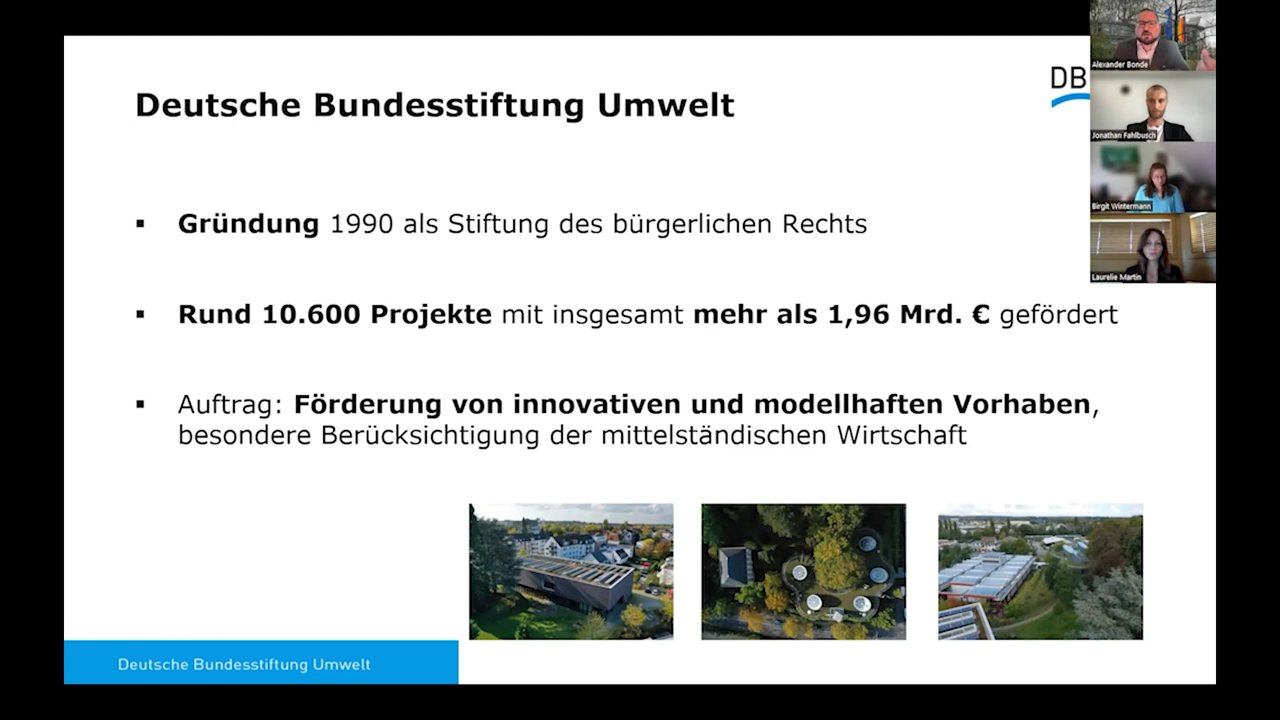 Deutsche Bundesstiftung Umwelt
DB
▪ Gründung 1990 als Stiftung des bürgerlichen Rechts
▪ Rund 10.600 Projekte mit insgesamt mehr als 1,96 Mrd. € gefördert
▪ Auftrag: Förderung von innovativen und modellhaften Vorhaben,
besondere Berücksichtigung der mittelständischen Wirtschaft
Deutsche Bundesstiftung Umwelt
Alexander Bonde
Jonathan Fahlbusch
Birgit Wintermann
Laurelie Martin